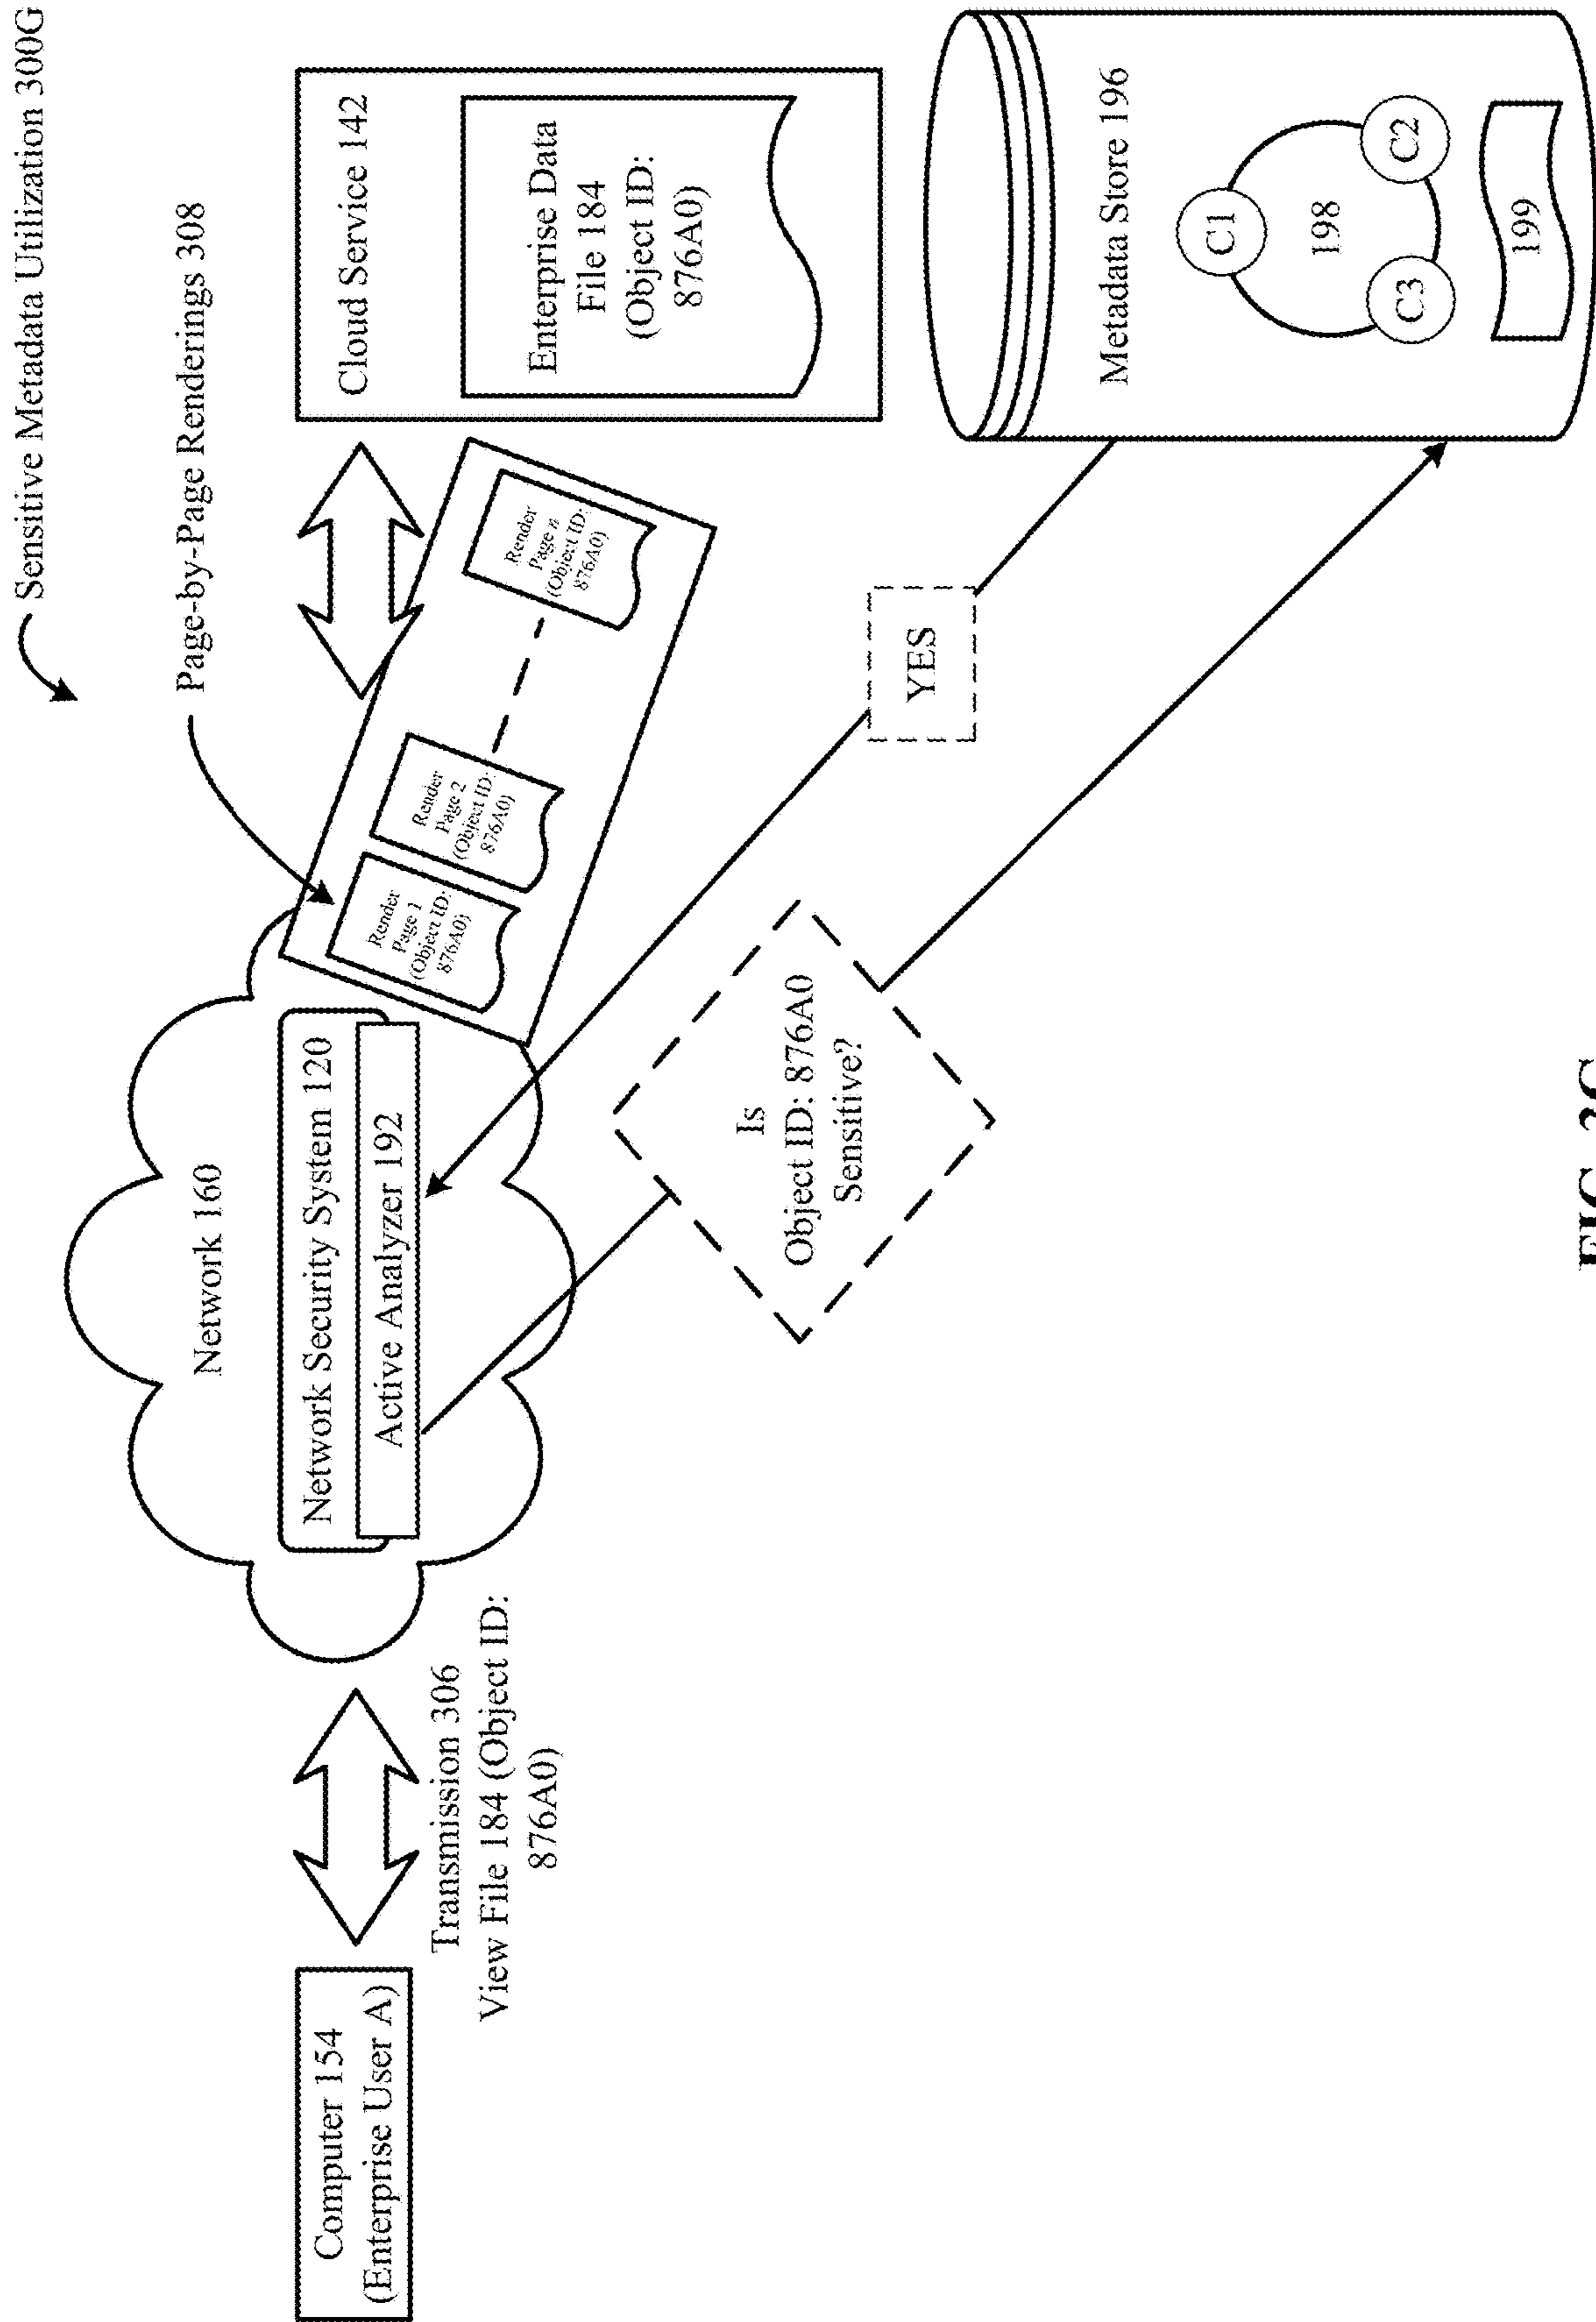 Sensitive Metadata Utilization 300G
Page-by-Page Renderings 308
Computer 154
(Enterprise User A)
Transmission 306
View File 184 (Object ID:
876A0)
Network 160
Network Security System 120
Active Analyzer 192
Render
Page 1
(Object ID:
876A0)
Render
Page 2
(Object ID:
876A0)
Render
Page n
(Object ID:
876A0)
Cloud Service 142
Enterprise Data
File 184
(Object ID:
876A0)
Is
Object ID: 876A0
Sensitive?
YES
Metadata Store 196
C1
198
C3
C2
199